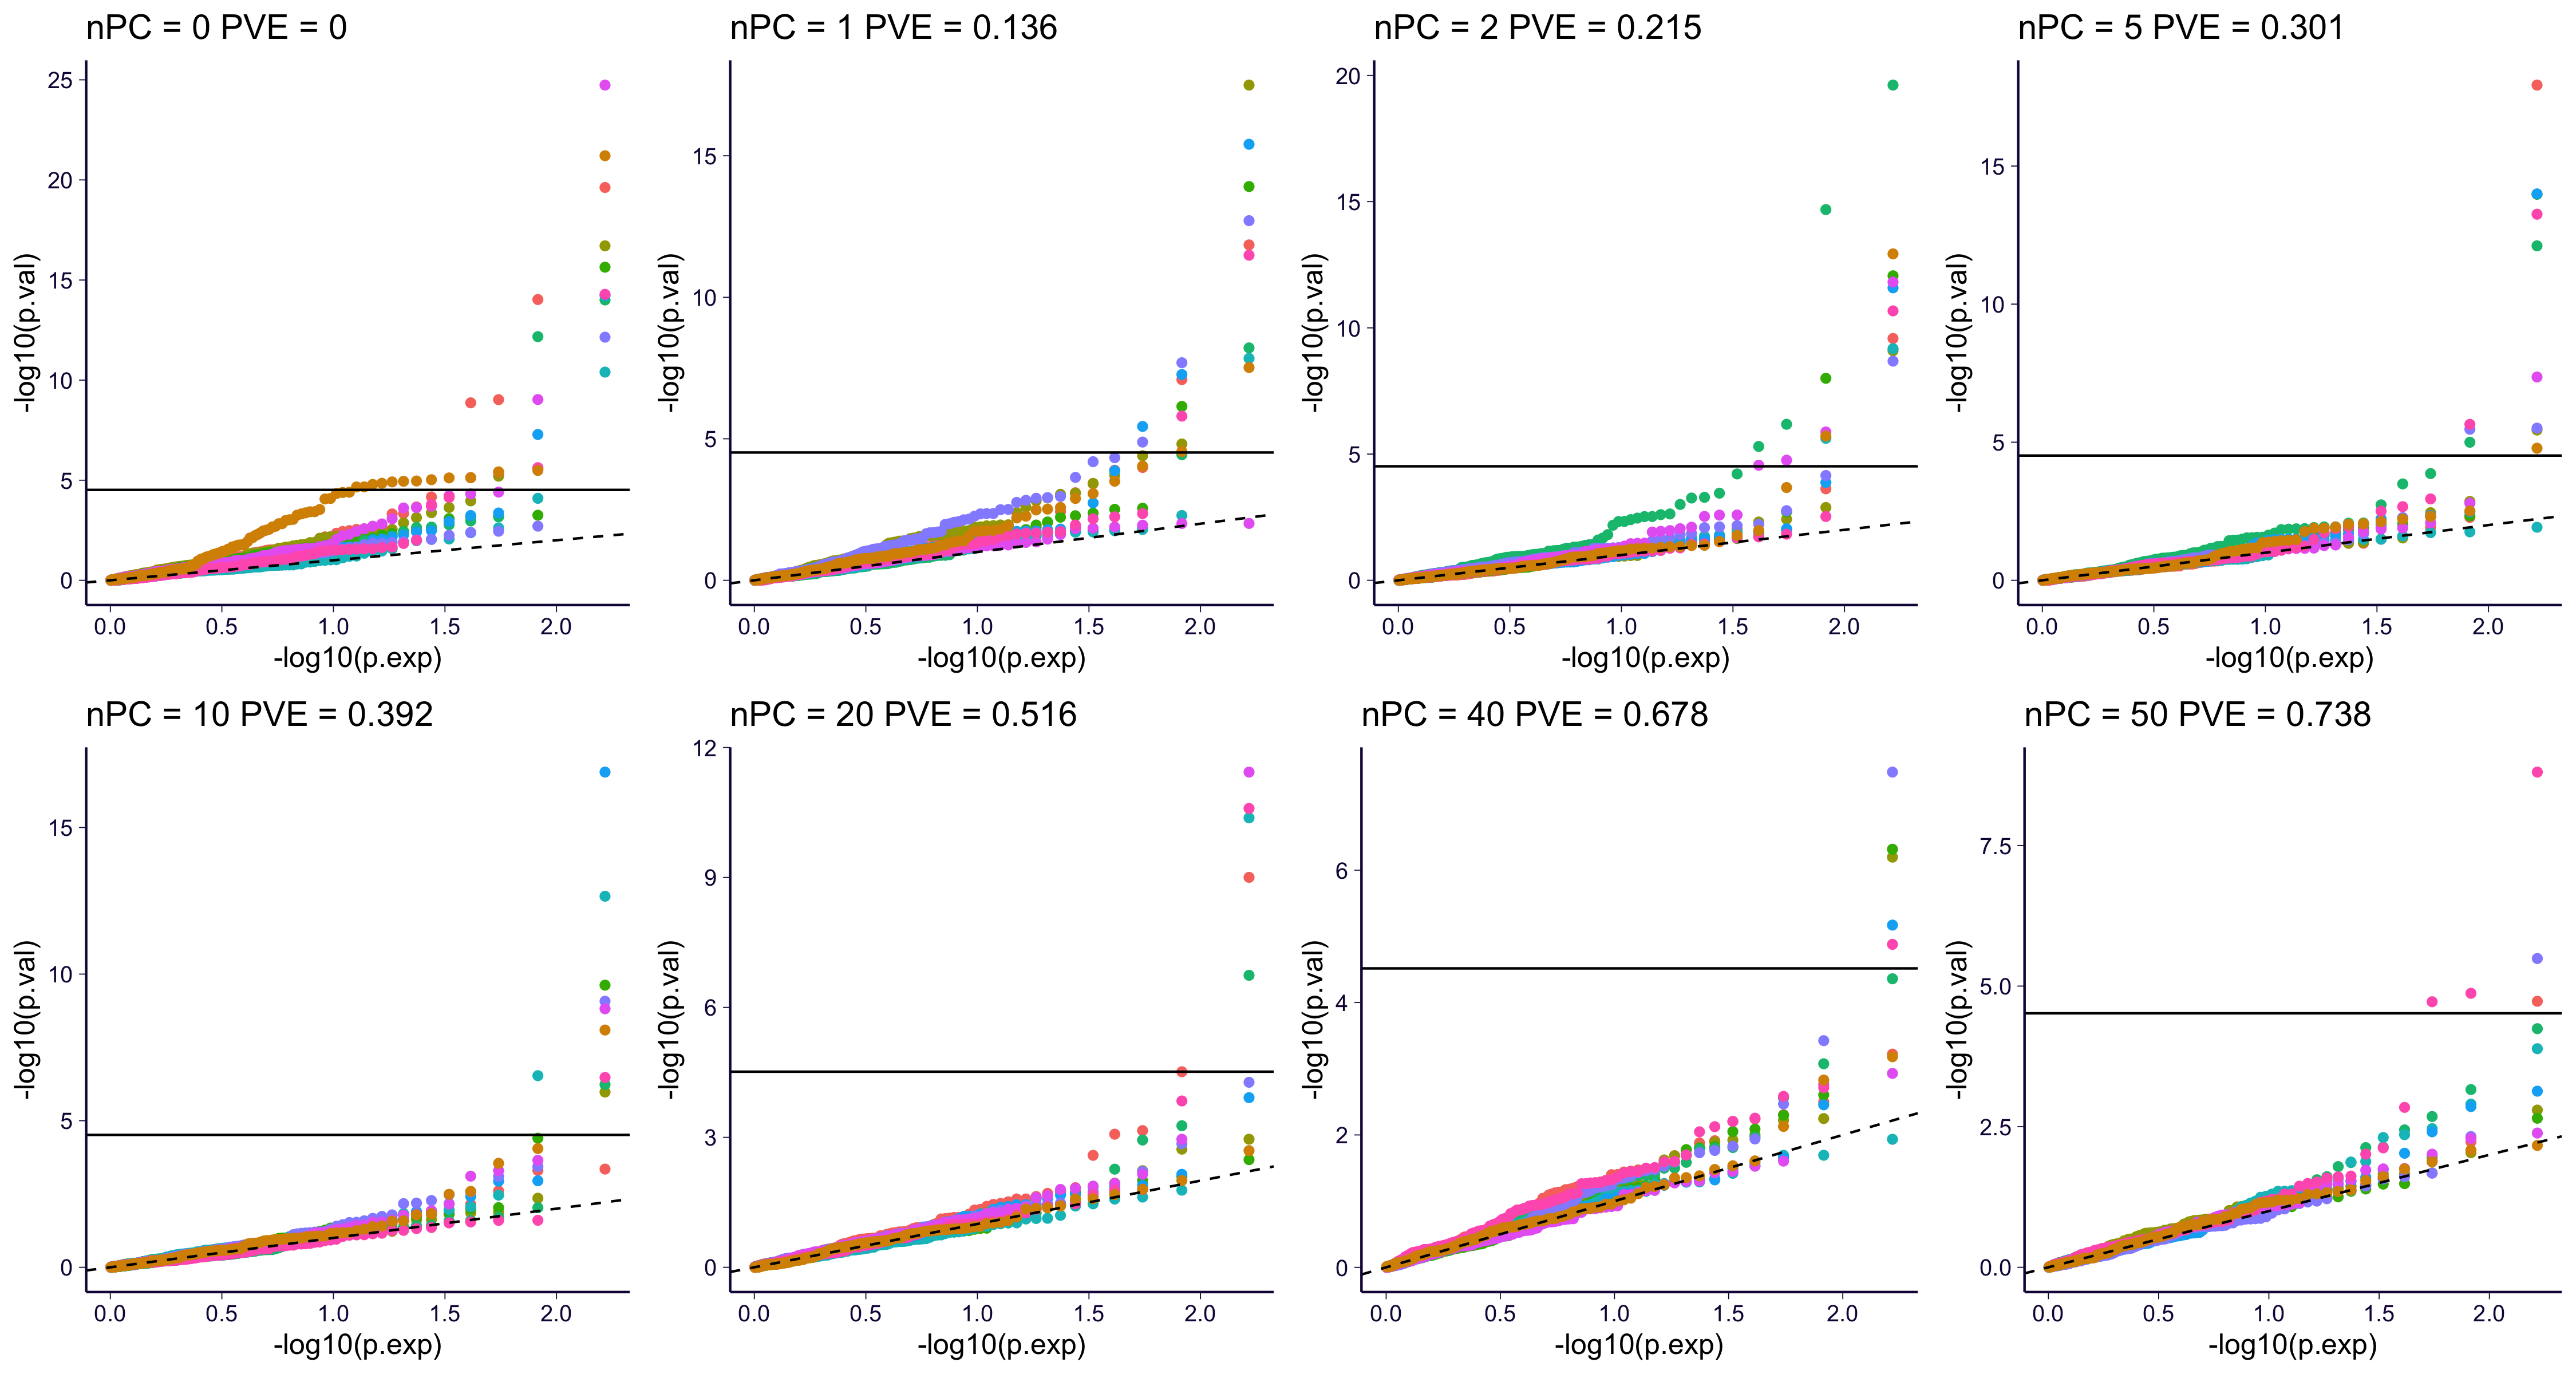 nPC = 0 PVE = 0
25
20
15
10
5
0
-log10(p.val)
0.0 0.5 1.0 1.5 2.0
-log10(p.exp)
nPC = 1 PVE = 0.136
15
10
5
0
-log10(p.val)
0.0 0.5 1.0 1.5 2.0
-log10(p.exp)
nPC = 2 PVE = 0.215
20
15
10
5
0
-log10(p.val)
0.0 0.5 1.0 1.5 2.0
-log10(p.exp)
nPC = 5 PVE = 0.301
15
10
5
0
-log10(p.val)
0.0 0.5 1.0 1.5 2.0
-log10(p.exp)
nPC = 10 PVE = 0.392
15
10
5
0
-log10(p.val)
0.0 0.5 1.0 1.5 2.0
-log10(p.exp)
nPC = 20 PVE = 0.516
12
9
6
3
0
-log10(p.val)
0.0 0.5 1.0 1.5 2.0
-log10(p.exp)
nPC = 40 PVE = 0.678
6
4
2
0
-log10(p.val)
0.0 0.5 1.0 1.5 2.0
-log10(p.exp)
nPC = 50 PVE = 0.738
7.5
5.0
2.5
0.0
-log10(p.val)
0.0 0.5 1.0 1.5 2.0
-log10(p.exp)